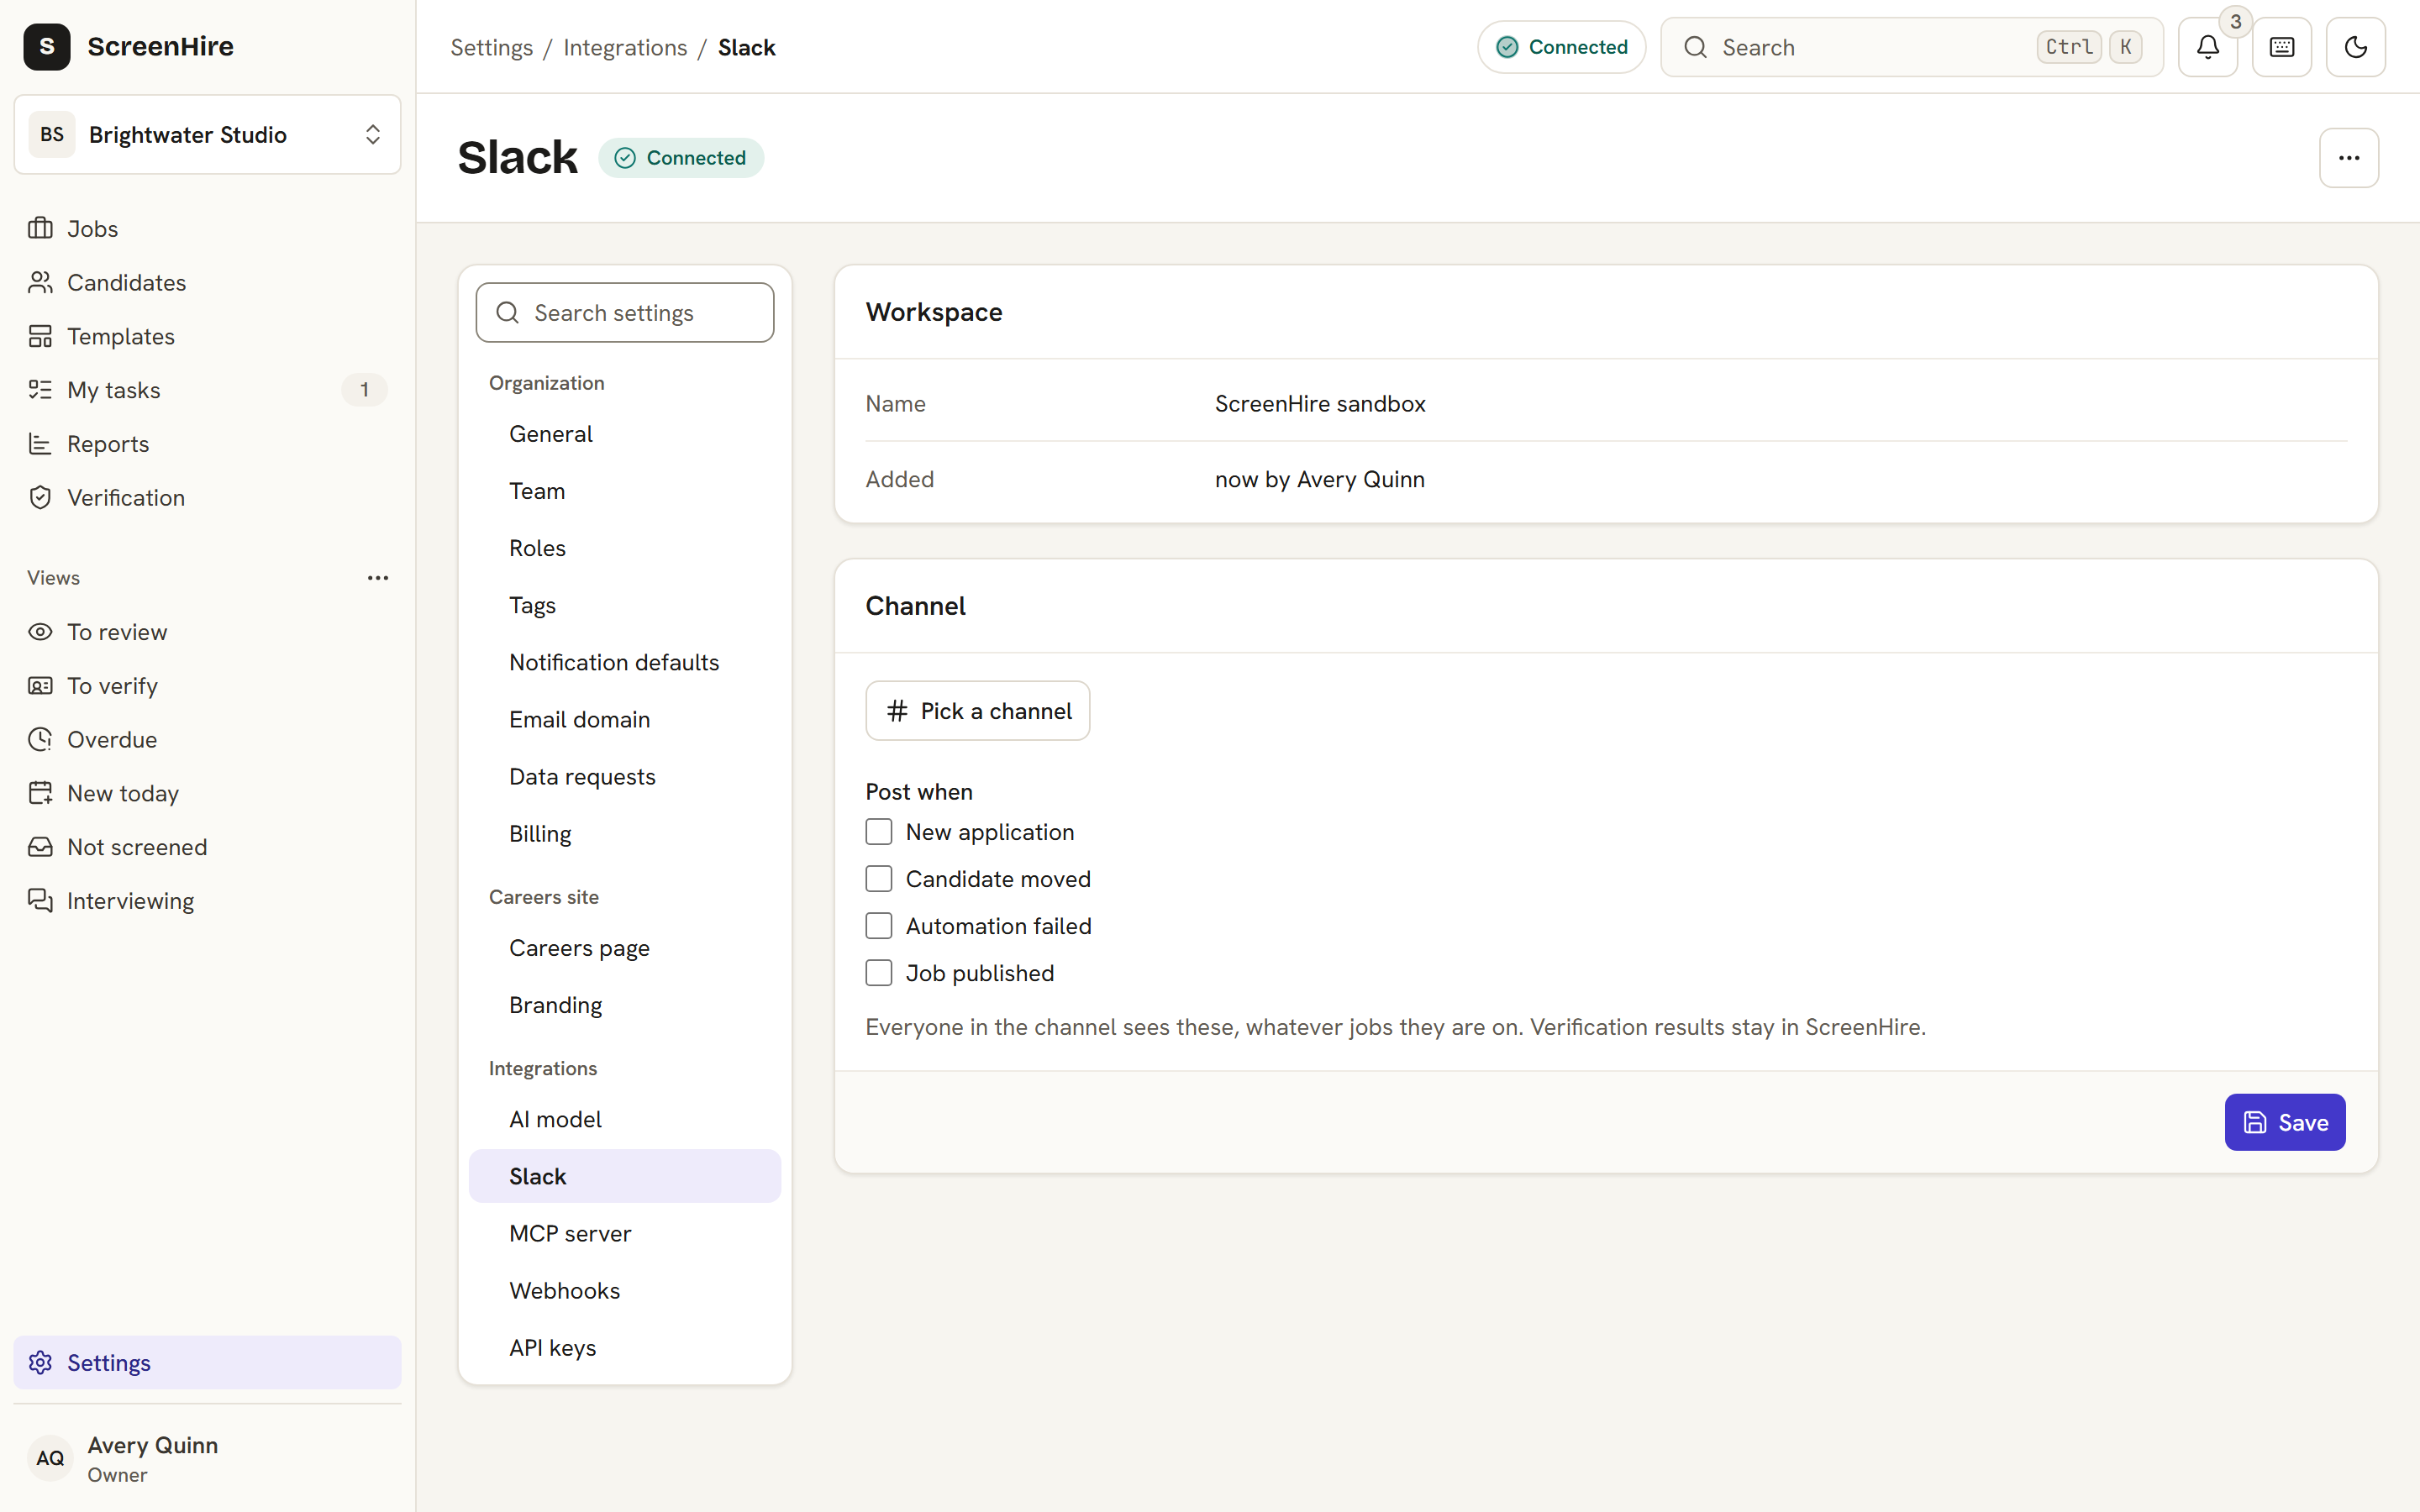 S ScreenHire
BS Brightwater Studio
Jobs
Candidates
Templates
My tasks 1
Reports
Verification
Views
To review
To verify
Overdue
New today
Not screened
Interviewing
Settings
AQ Avery Quinn
Owner
Settings / Integrations / Slack
Connected
Search Ctrl K
3
Slack Connected
Search settings
Organization
General
Team
Roles
Tags
Notification defaults
Email domain
Data requests
Billing
Careers site
Careers page
Branding
Integrations
AI model
Slack
MCP server
Webhooks
API keys
Workspace
Name ScreenHire sandbox
Added now by Avery Quinn
Channel
# Pick a channel
Post when
New application
Candidate moved
Automation failed
Job published
Everyone in the channel sees these, whatever jobs they are on. Verification results stay in ScreenHire.
Save